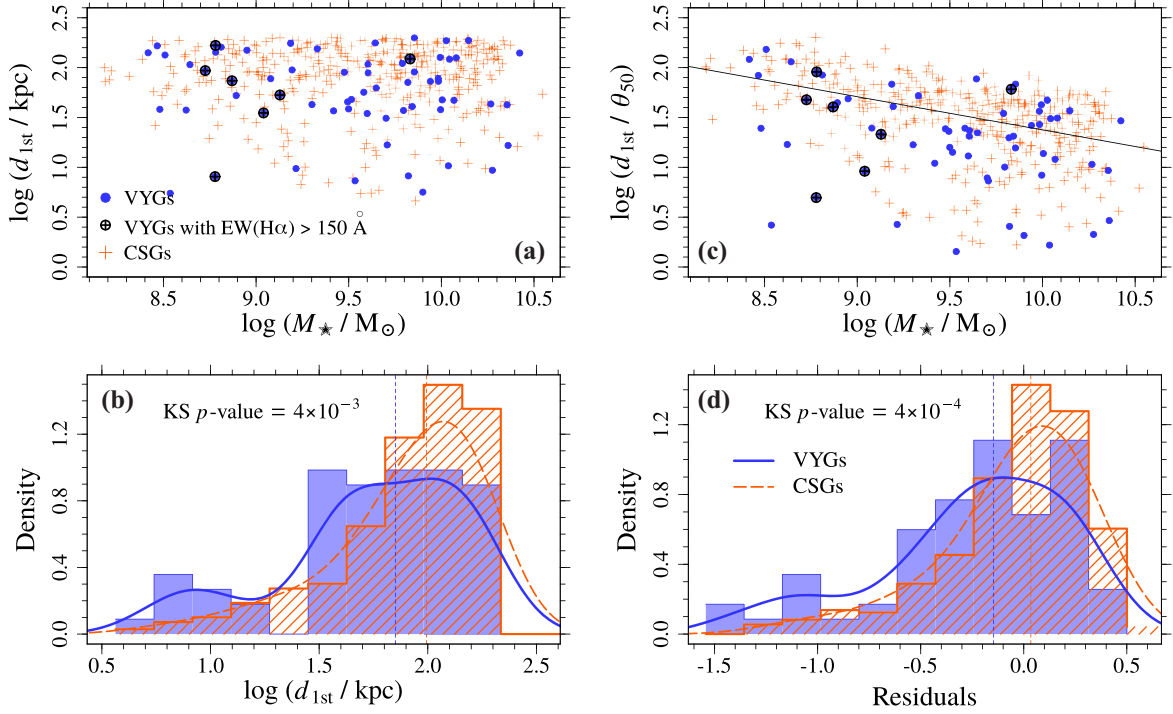 log (d1st / kpc)
0.0 0.5 1.0 1.5 2.0 2.5
VYGs
VYGs with EW(Hα) > 150 Å
CSGs
(a)
8.5 9.0 9.5 10.0 10.5
log (M★ / M⊙)
log (d1st / θ50)
0.0 0.5 1.0 1.5 2.0 2.5
(c)
8.5 9.0 9.5 10.0
log (M★ / M⊙)
(b)
KS p-value = 4×10−3
Density
0.0 0.4 0.8 1.2
0.5 1.0 1.5 2.0 2.5
log (d1st / kpc)
(d)
KS p-value = 4×10−4
VYGs
CSGs
Density
0.0 0.4 0.8 1.2
-1.5 -1.0 -0.5 0.0 0.5
Residuals